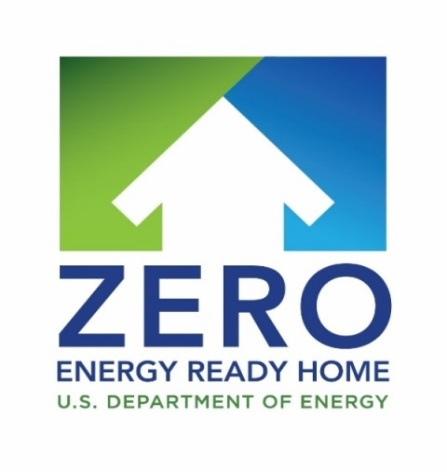 ZERO
ENERGY READY HOME
U.S. DEPARTMENT OF ENERGY